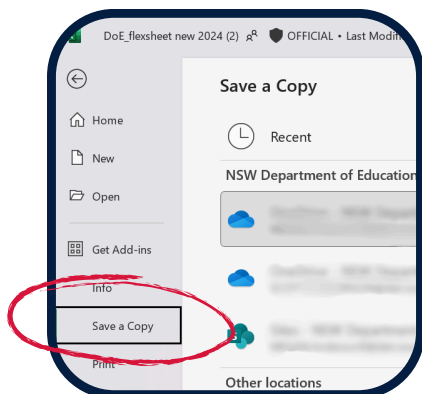 DoE_flexsheet new 2024 (2) OFFICIAL • Last Modif
Save a Copy
Home
Recent
New
NSW Department of Education
Open
Get Add-ins
Info
Save a Copy
Print
Other locations